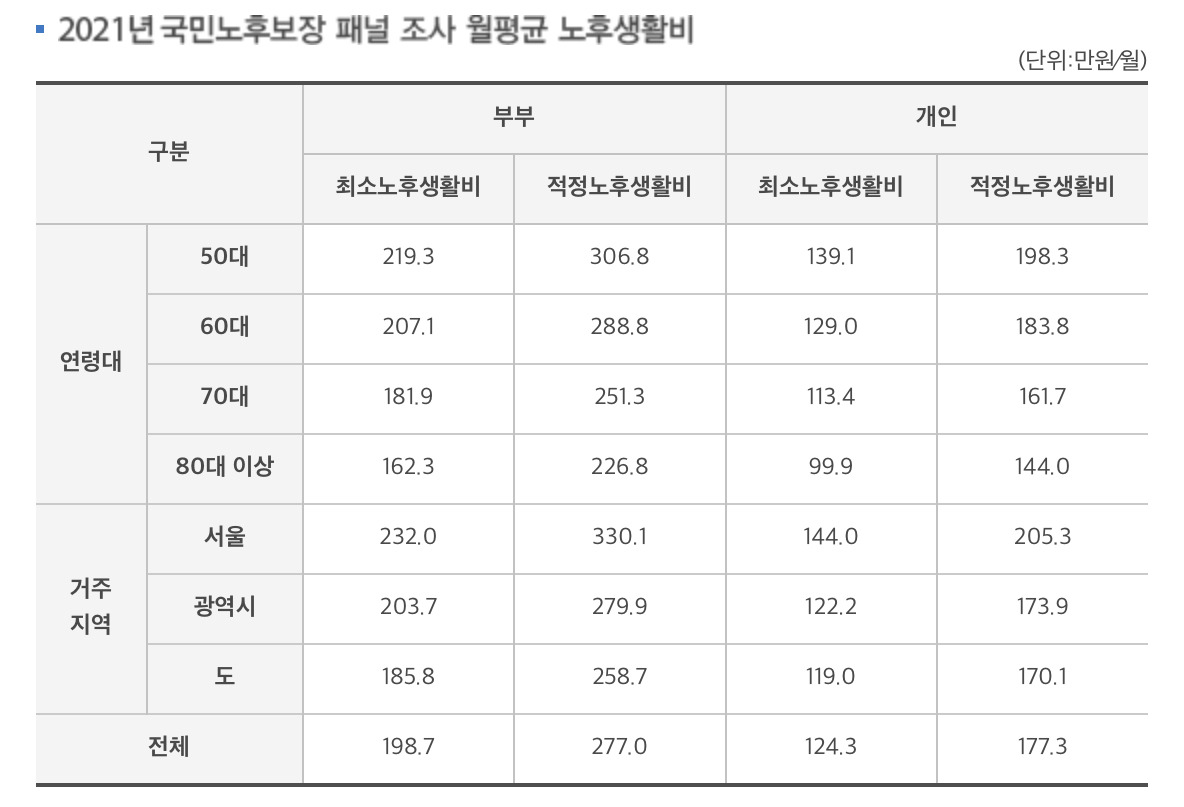 2021년 국민노후보장 패널 조사 월평균 노후생활비
(단위:만원/월)
구분 부부 개인
최소노후생활비 적정노후생활비 최소노후생활비 적정노후생활비
연령대
50대 219.3 306.8 139.1 198.3
60대 207.1 288.8 129.0 183.8
70대 181.9 251.3 113.4 161.7
80대 이상 162.3 226.8 99.9 144.0
거주
지역
서울 232.0 330.1 144.0 205.3
광역시 203.7 279.9 122.2 173.9
도 185.8 258.7 119.0 170.1
전체 198.7 277.0 124.3 177.3